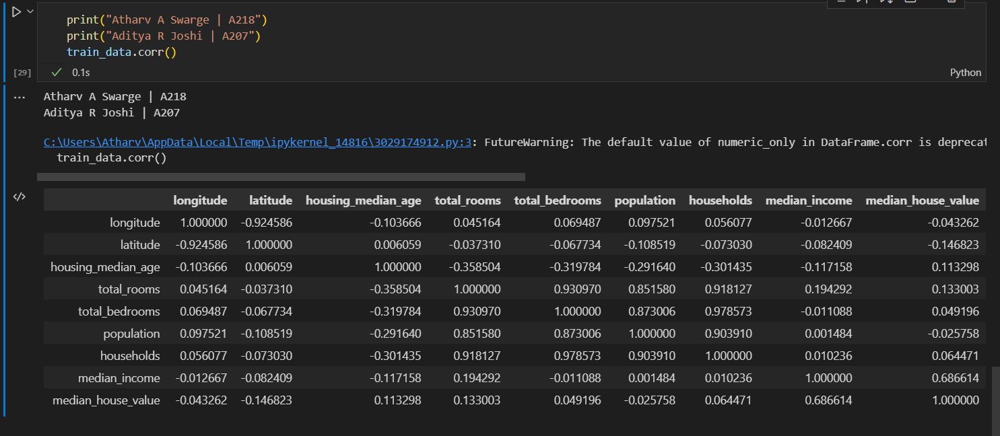 print("Atharv A Swarge | A218")
print("Aditya R Joshi | A207")
train_data.corr()
[29] 0.1s Python
Atharv A Swarge | A218
Aditya R Joshi | A207
C:\Users\Atharv\AppData\Local\Temp\ipykernel_14816\3029174912.py:3: FutureWarning: The default value of numeric_only in DataFrame.corr is deprecat
train_data.corr()
longitude latitude housing_median_age total_rooms total_bedrooms population households median_income median_house_value
longitude 1.000000 -0.924586 -0.103666 0.045164 0.069487 0.097521 0.056077 -0.012667 -0.043262
latitude -0.924586 1.000000 0.006059 -0.037310 -0.067734 -0.108519 -0.073030 -0.082409 -0.146823
housing_median_age -0.103666 0.006059 1.000000 -0.358504 -0.319784 -0.291640 -0.301435 -0.117158 0.113298
total_rooms 0.045164 -0.037310 -0.358504 1.000000 0.930970 0.851580 0.918127 0.194292 0.133003
total_bedrooms 0.069487 -0.067734 -0.319784 0.930970 1.000000 0.873006 0.978573 -0.011088 0.049196
population 0.097521 -0.108519 -0.291640 0.851580 0.873006 1.000000 0.903910 0.001484 -0.025758
households 0.056077 -0.073030 -0.301435 0.918127 0.978573 0.903910 1.000000 0.010236 0.064471
median_income -0.012667 -0.082409 -0.117158 0.194292 -0.011088 0.001484 0.010236 1.000000 0.686614
median_house_value -0.043262 -0.146823 0.113298 0.133003 0.049196 -0.025758 0.064471 0.686614 1.000000